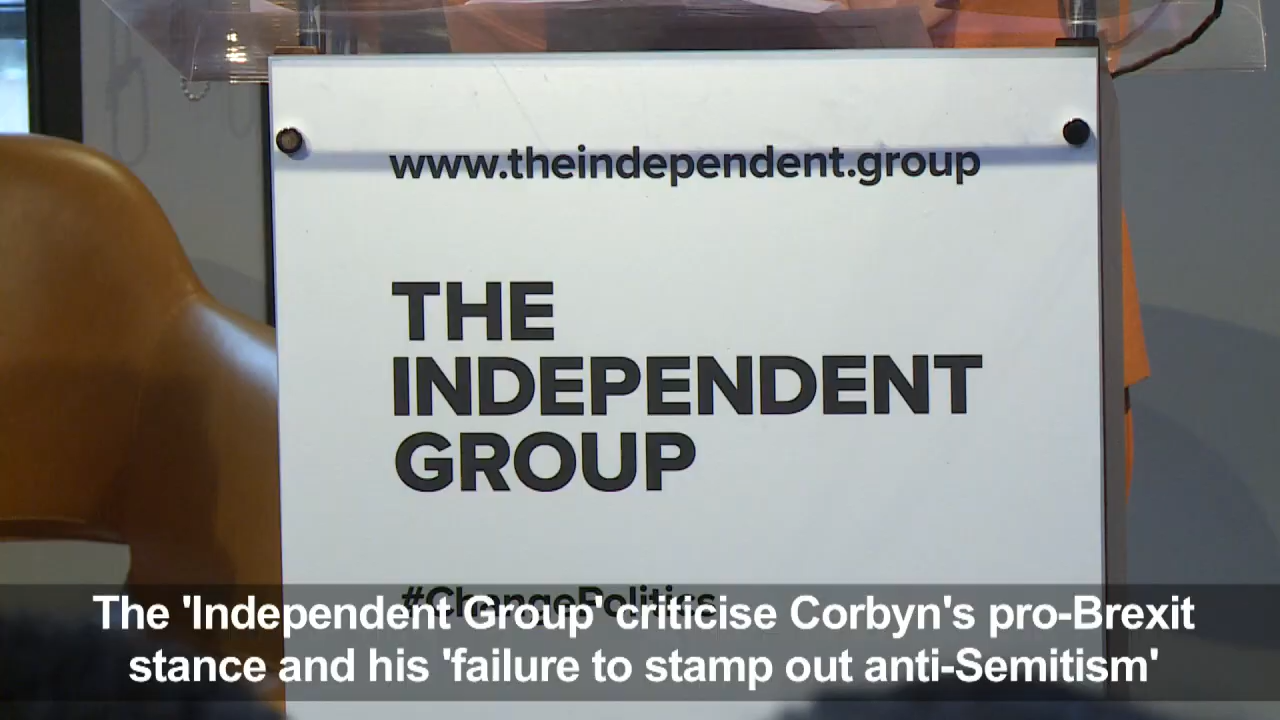 www.theindependent.group
THE
INDEPENDENT
GROUP
#ChangePolitics
The 'Independent Group' criticise Corbyn's pro-Brexit
stance and his 'failure to stamp out anti-Semitism'